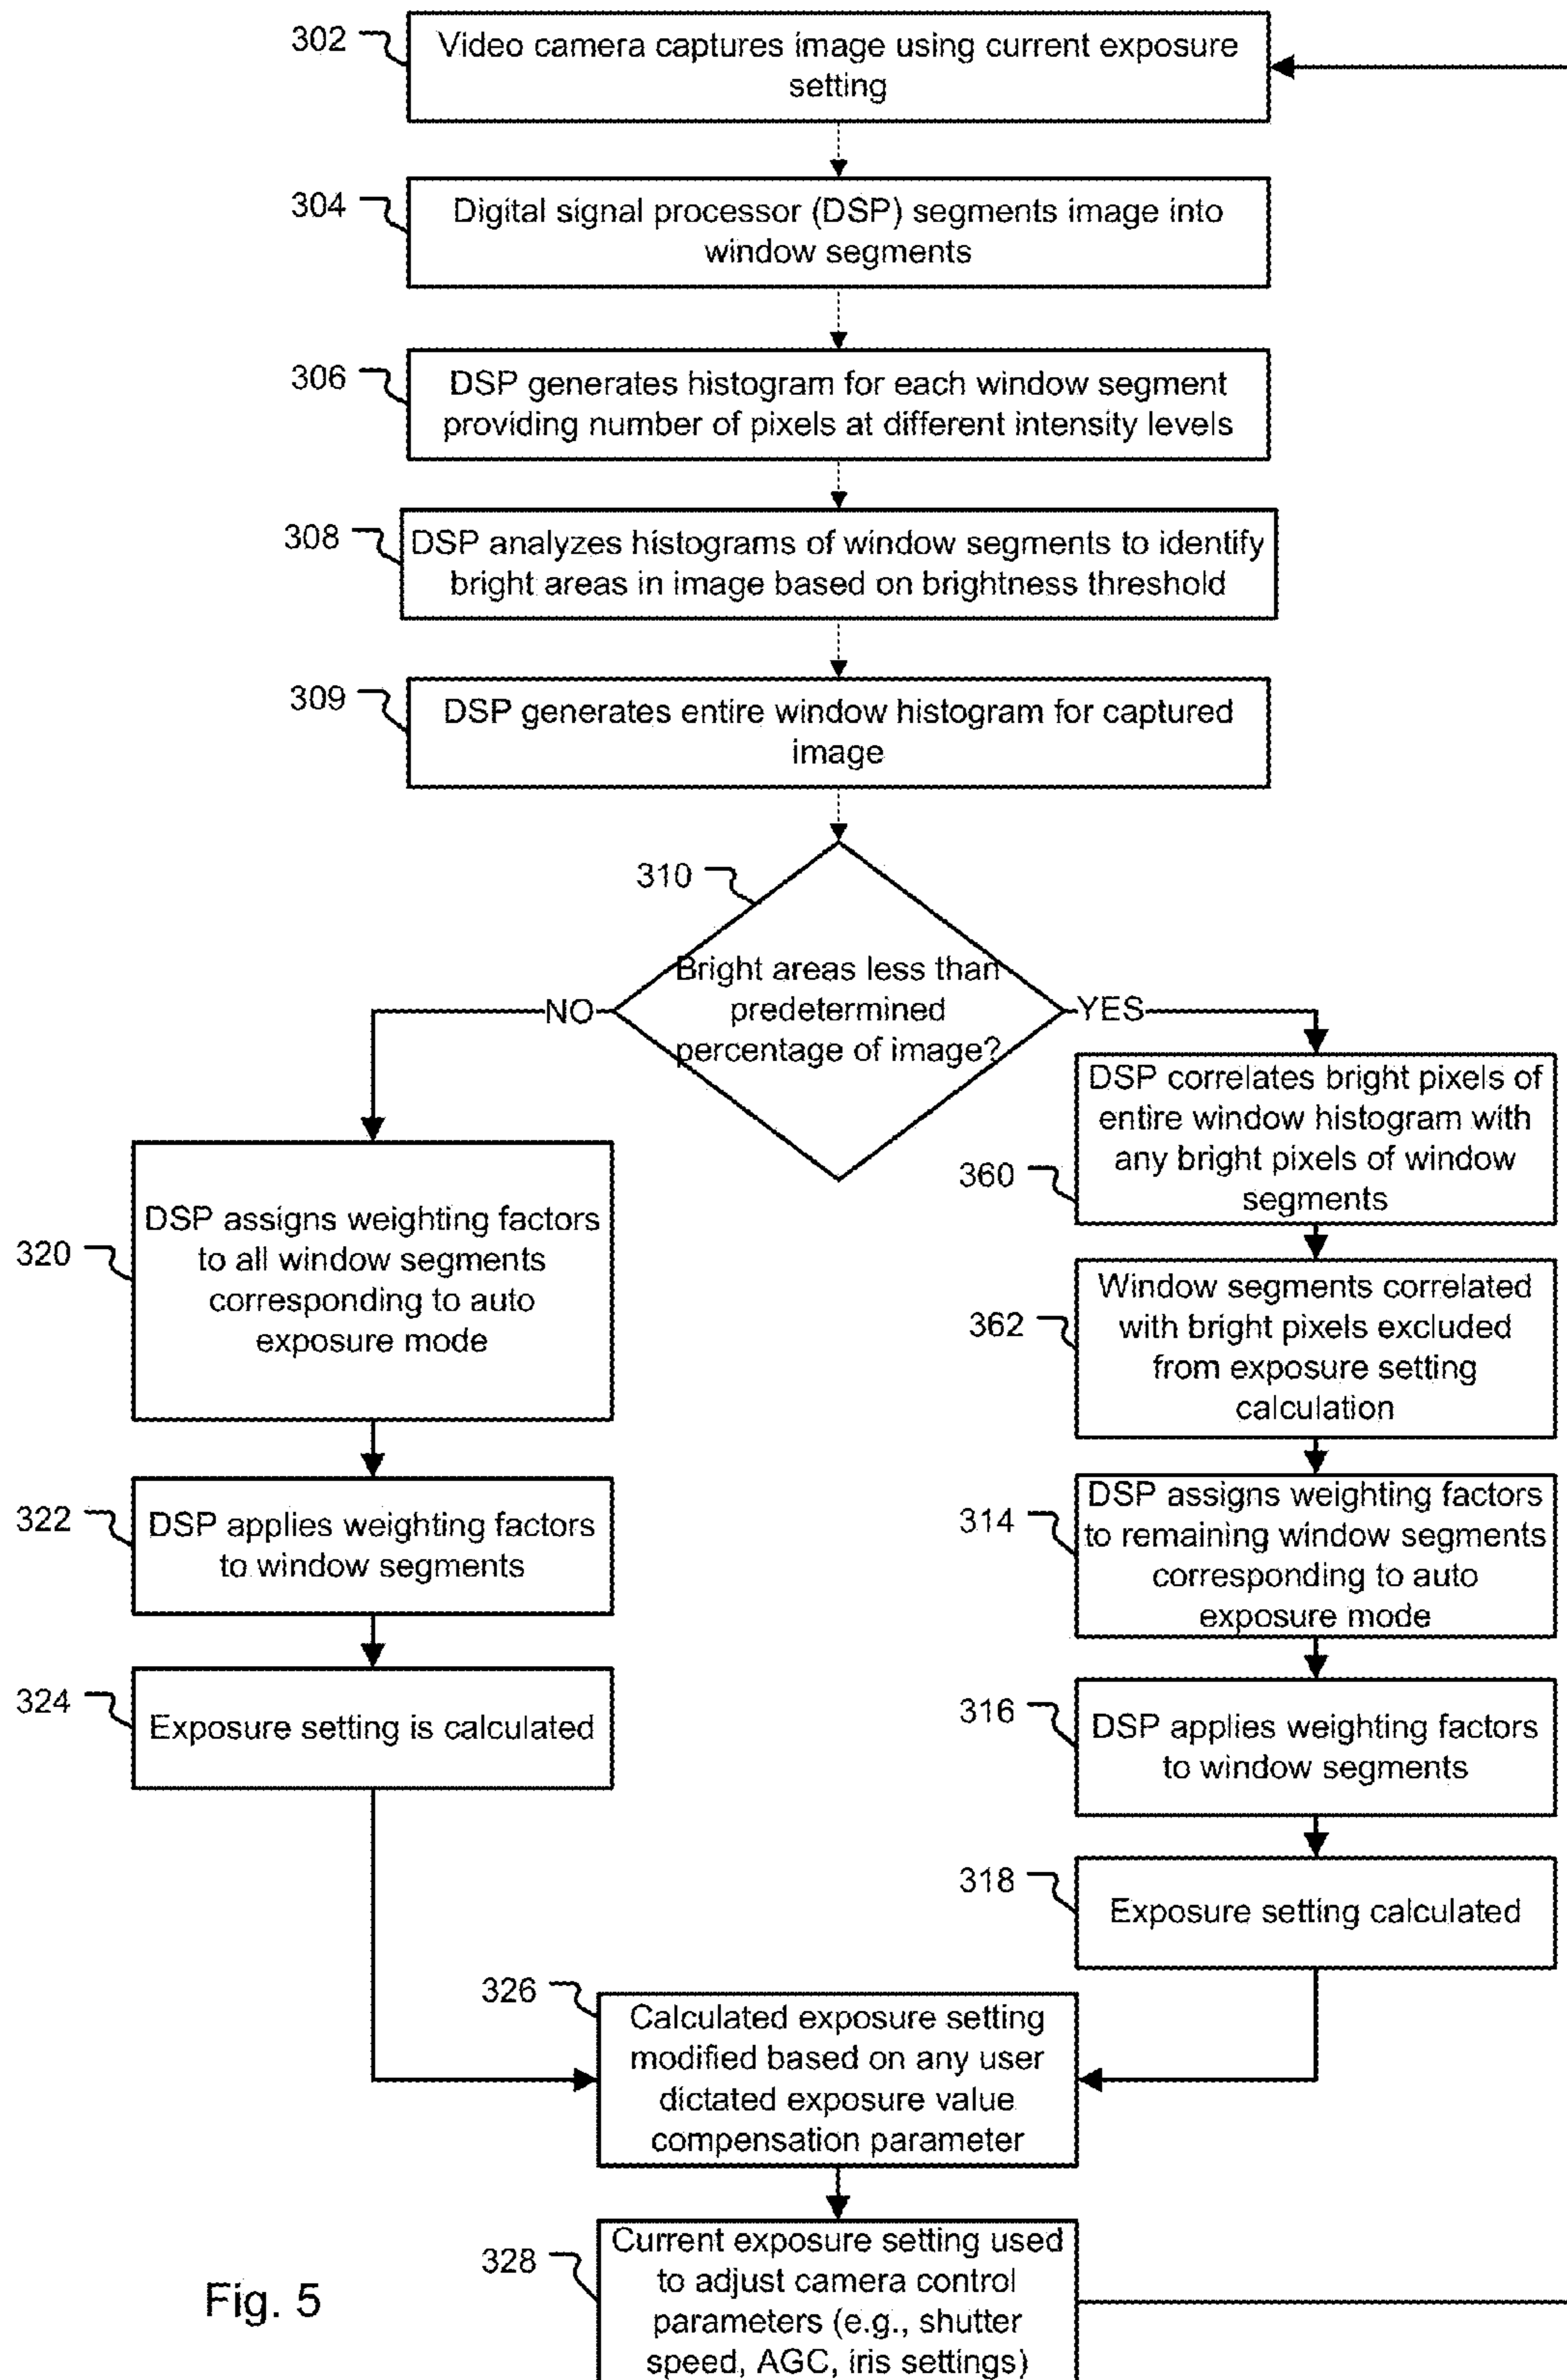 302
Video camera captures image using current exposure
setting
304
Digital signal processor (DSP) segments image into
window segments
306
DSP generates histogram for each window segment
providing number of pixels at different intensity levels
308
DSP analyzes histograms of window segments to identify
bright areas in image based on brightness threshold
309
DSP generates entire window histogram for captured
image
310
Bright areas less than
predetermined
percentage of image?
NO
YES
320
DSP assigns weighting factors
to all window segments
corresponding to auto
exposure mode
322
DSP applies weighting factors
to window segments
324
Exposure setting is calculated
360
DSP correlates bright pixels of
entire window histogram with
any bright pixels of window
segments
362
Window segments correlated
with bright pixels excluded
from exposure setting
calculation
314
DSP assigns weighting factors
to remaining window segments
corresponding to auto
exposure mode
316
DSP applies weighting factors
to window segments
318
Exposure setting calculated
326
Calculated exposure setting
modified based on any user
dictated exposure value
compensation parameter
328
Current exposure setting used
to adjust camera control
parameters (e.g., shutter
speed, AGC, iris settings)
Fig. 5